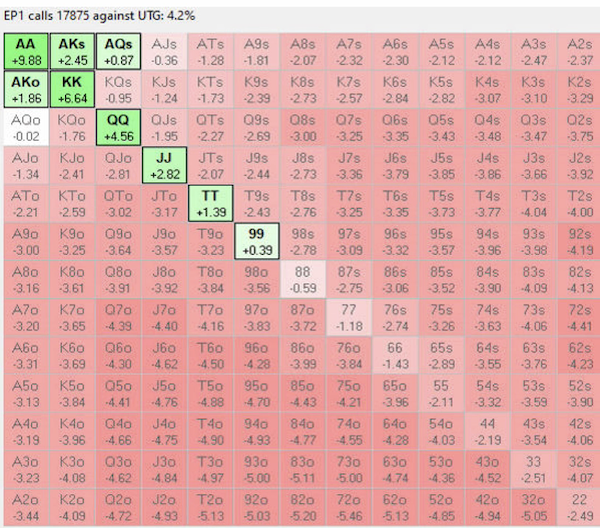 EP1 calls 17875 against UTG: 4.2%
AA AKs AQs AJs ATs A9s A8s A7s A6s A5s A4s A3s A2s
+9.88 +2.45 +0.87 -0.36 -1.28 -1.81 -2.07 -2.32 -2.30 -2.12 -2.12 -2.47 -2.37
AKo KK KQs KJs KTs K9s K8s K7s K6s K5s K4s K3s K2s
+1.86 +6.64 -0.95 -1.24 -1.73 -2.39 -2.73 -2.57 -2.84 -2.82 -3.07 -3.10 -3.29
AQo KQo QQ QJs QTs Q9s Q8s Q7s Q6s Q5s Q4s Q3s Q2s
-0.02 -1.76 +4.56 -1.95 -2.27 -2.69 -3.00 -3.25 -3.35 -3.43 -3.48 -3.47 -3.75
AJo KJo QJo JJ JTs J9s J8s J7s J6s J5s J4s J3s J2s
-1.34 -2.41 -2.81 +2.82 -2.07 -2.44 -2.73 -3.36 -3.79 -3.85 -3.86 -3.66 -3.92
ATo KTo QTo JTo TT T9s T8s T7s T6s T5s T4s T3s T2s
-2.21 -2.59 -3.02 -3.17 +1.39 -2.43 -2.76 -3.25 -3.35 -3.73 -3.77 -4.04 -4.00
A9o K9o Q9o J9o T9o 99 98s 97s 96s 95s 94s 93s 92s
-3.00 -3.25 -3.64 -3.57 -3.23 +0.39 -2.78 -3.09 -3.32 -3.57 -3.96 -3.98 -4.19
A8o K8o Q8o J8o T8o 98o 88 87s 86s 85s 84s 83s 82s
-3.16 -3.61 -3.91 -3.92 -3.84 -3.56 -0.59 -2.75 -3.06 -3.52 -3.90 -4.09 -4.13
A7o K7o Q7o J7o T7o 97o 87o 77 76s 75s 74s 73s 72s
-3.20 -3.65 -4.39 -4.40 -4.16 -3.83 -3.72 -1.18 -2.74 -3.26 -3.63 -4.06 -4.41
A6o K6o Q6o J6o T6o 96o 86o 76o 66 65s 64s 63s 62s
-3.31 -3.69 -4.30 -4.62 -4.50 -4.28 -3.99 -3.84 -1.43 -2.89 -3.55 -3.76 -4.23
A5o K5o Q5o J5o T5o 95o 85o 75o 65o 55 54s 53s 52s
-3.13 -3.84 -4.41 -4.76 -4.88 -4.70 -4.43 -4.21 -3.96 -2.11 -3.32 -3.59 -3.90
A4o K4o Q4o J4o T4o 94o 84o 74o 64o 54o 44 43s 42s
-3.19 -3.96 -4.66 -4.75 -4.90 -4.93 -4.77 -4.55 -4.28 -4.03 -2.19 -3.54 -4.06
A3o K3o Q3o J3o T3o 93o 83o 73o 63o 53o 43o 33 32s
-3.23 -4.08 -4.62 -4.84 -4.97 -5.00 -5.11 -5.00 -4.74 -4.36 -4.52 -2.51 -4.07
A2o K2o Q2o J2o T2o 92o 82o 72o 62o 52o 42o 32o 22
-3.44 -4.09 -4.72 -4.93 -5.13 -5.03 -5.20 -5.46 -5.13 -4.85 -4.94 -5.05 -2.49